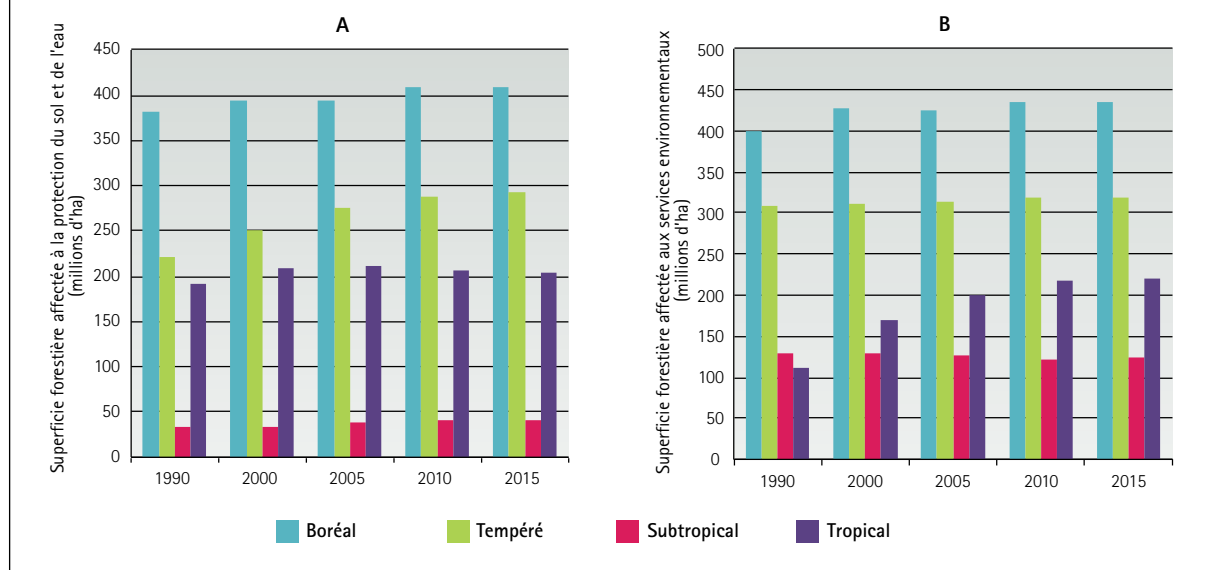 A
Superficie forestière affectée à la protection du sol et de l'eau
(millions d'ha)
450
400
350
300
250
200
150
100
50
0
1990 2000 2005 2010 2015
B
Superficie forestière affectée aux services environnementaux
(millions d'ha)
500
450
400
350
300
250
200
150
100
50
0
1990 2000 2005 2010 2015
Boréal Tempéré Subtropical Tropical